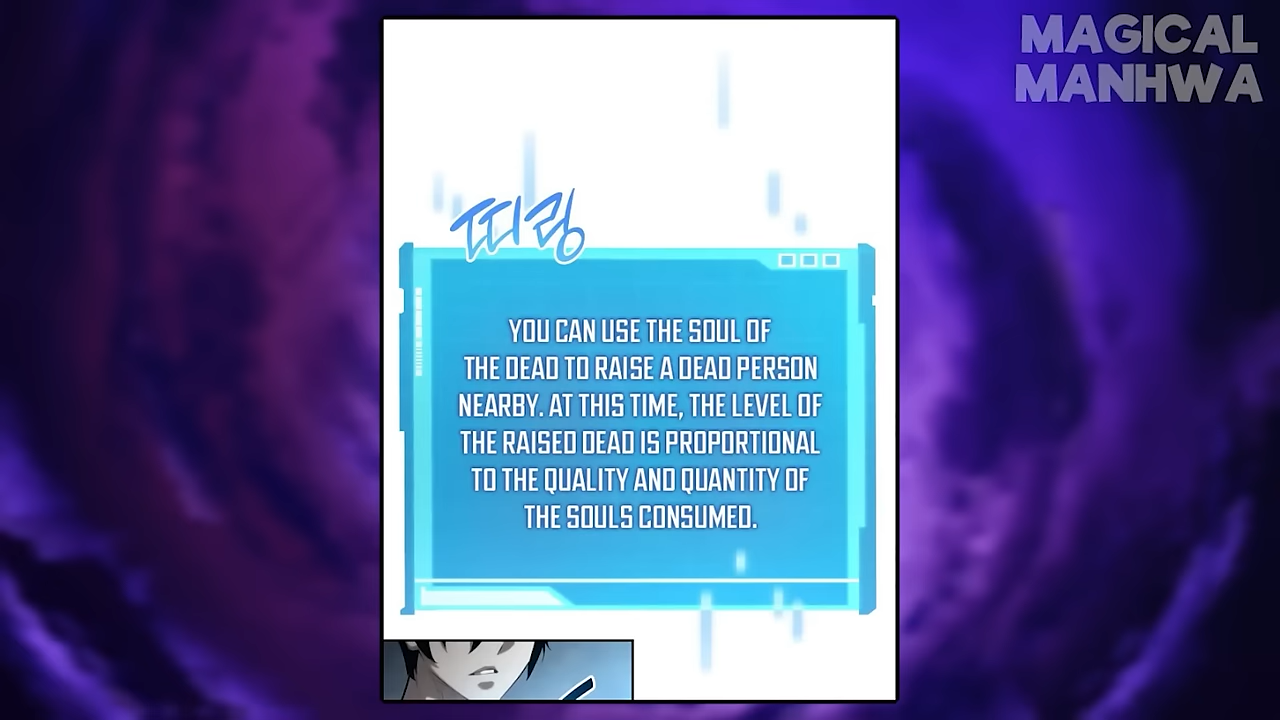 MAGICAL
MANHWA
띠링
YOU CAN USE THE SOUL OF
THE DEAD TO RAISE A DEAD PERSON
NEARBY. AT THIS TIME, THE LEVEL OF
THE RAISED DEAD IS PROPORTIONAL
TO THE QUALITY AND QUANTITY OF
THE SOULS CONSUMED.